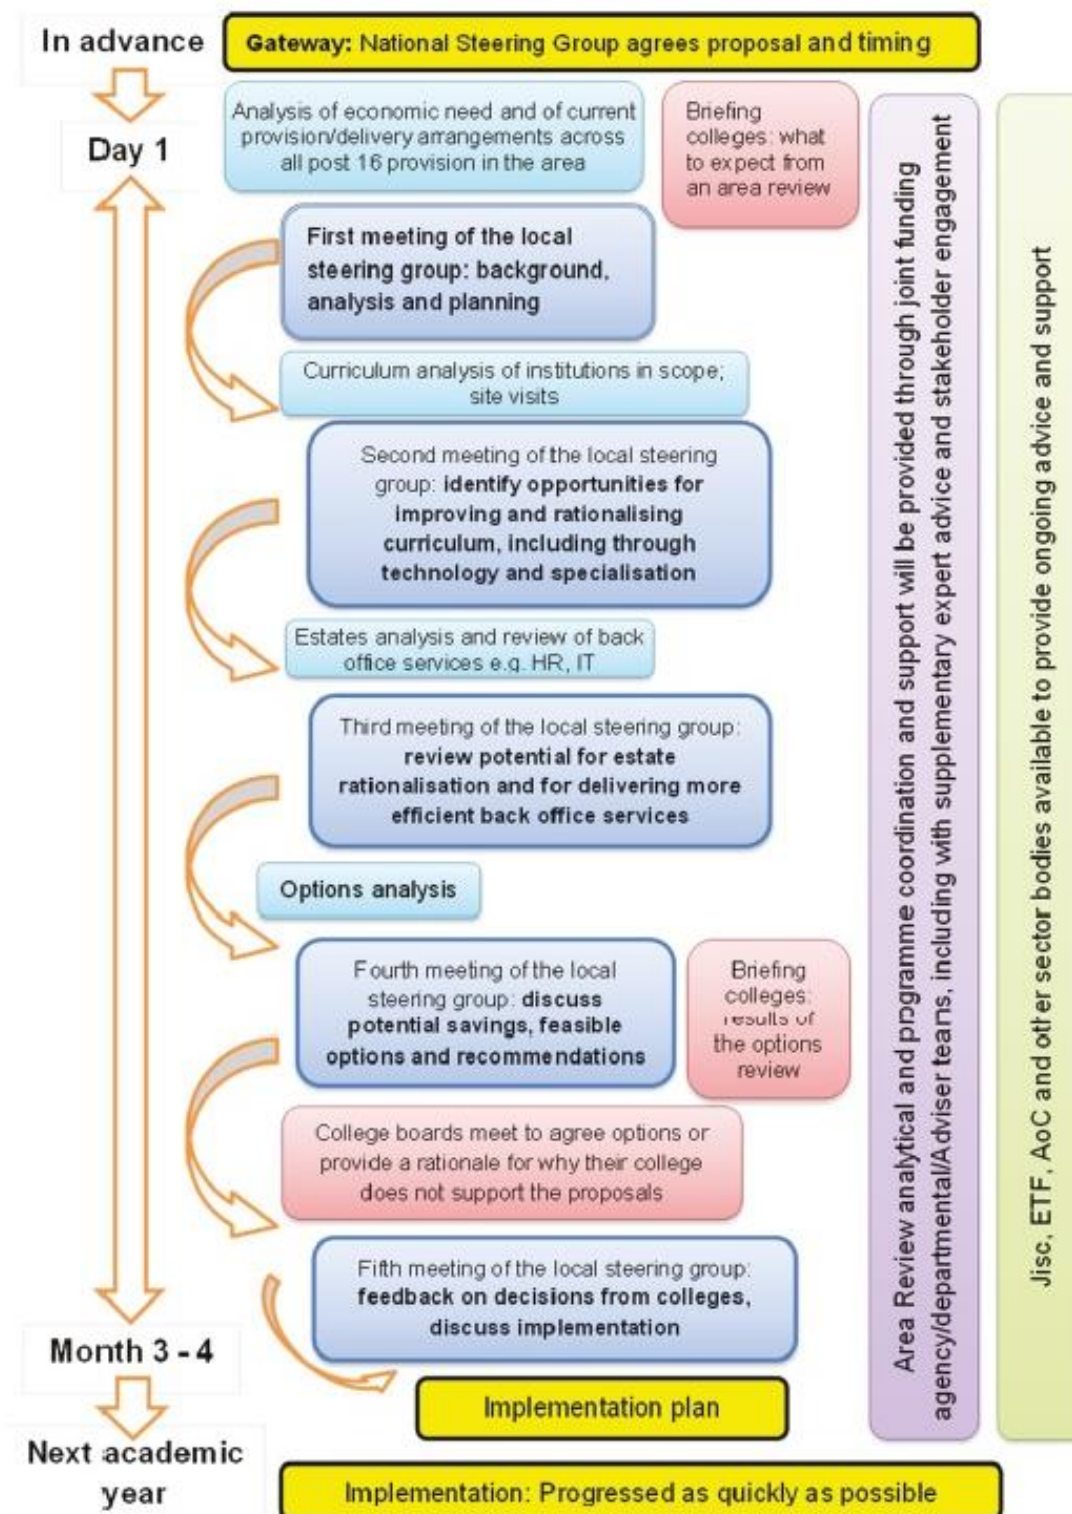 In advance
Gateway: National Steering Group agrees proposal and timing
Day 1
Analysis of economic need and of current
provision/delivery arrangements across
all post 16 provision in the area
Briefing
colleges: what
to expect from
an area review
First meeting of the local
steering group: background,
analysis and planning
Curriculum analysis of institutions in scope;
site visits
Second meeting of the local steering
group: identify opportunities for
improving and rationalising
curriculum, including through
technology and specialisation
Estates analysis and review of back
office services e.g. HR, IT
Third meeting of the local steering group:
review potential for estate
rationalisation and for delivering more
efficient back office services
Options analysis
Fourth meeting of the local
steering group: discuss
potential savings, feasible
options and recommendations
Briefing
colleges:
results of
the options
review
College boards meet to agree options or
provide a rationale for why their college
does not support the proposals
Fifth meeting of the local steering group:
feedback on decisions from colleges,
discuss implementation
Month 3 - 4
Implementation plan
Next academic
year
Implementation: Progressed as quickly as possible
Area Review analytical and programme coordination and support will be provided through joint funding
agency/departmental/Adviser teams, including with supplementary expert advice and stakeholder engagement
Jisc, ETF, AoC and other sector bodies available to provide ongoing advice and support